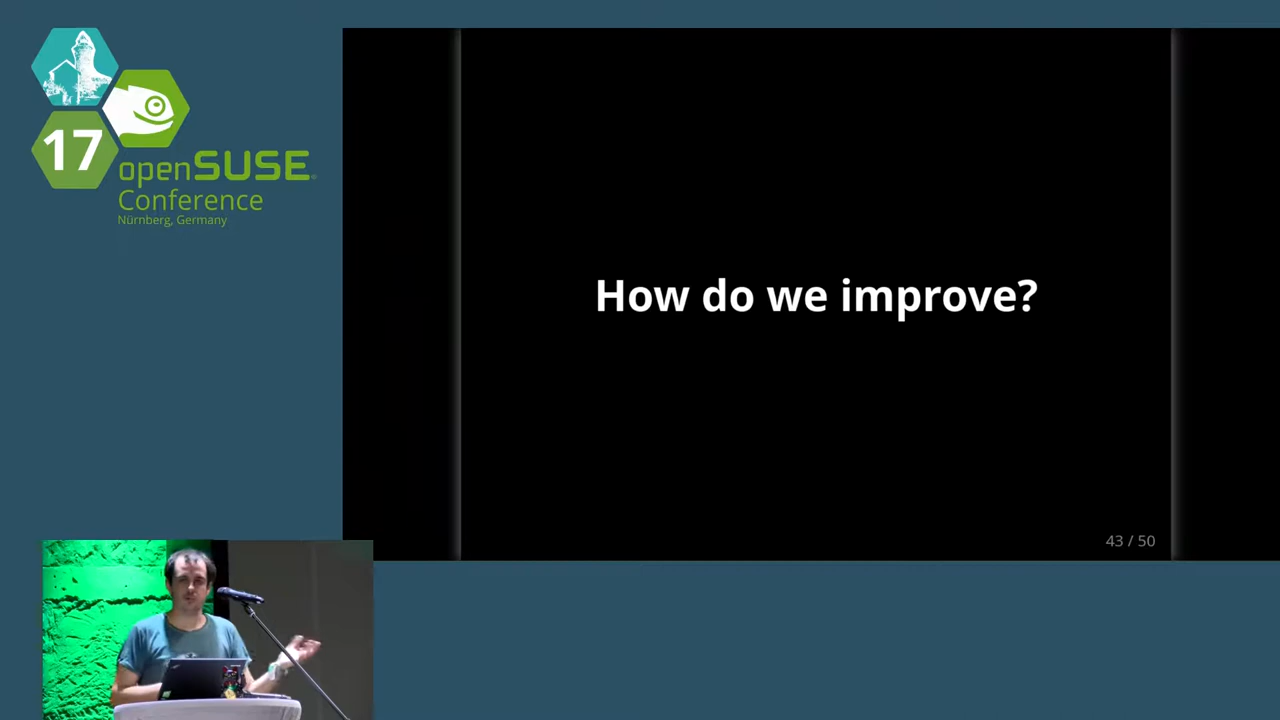 17
openSUSE®
Conference
Nürnberg, Germany
How do we improve?
43 / 50